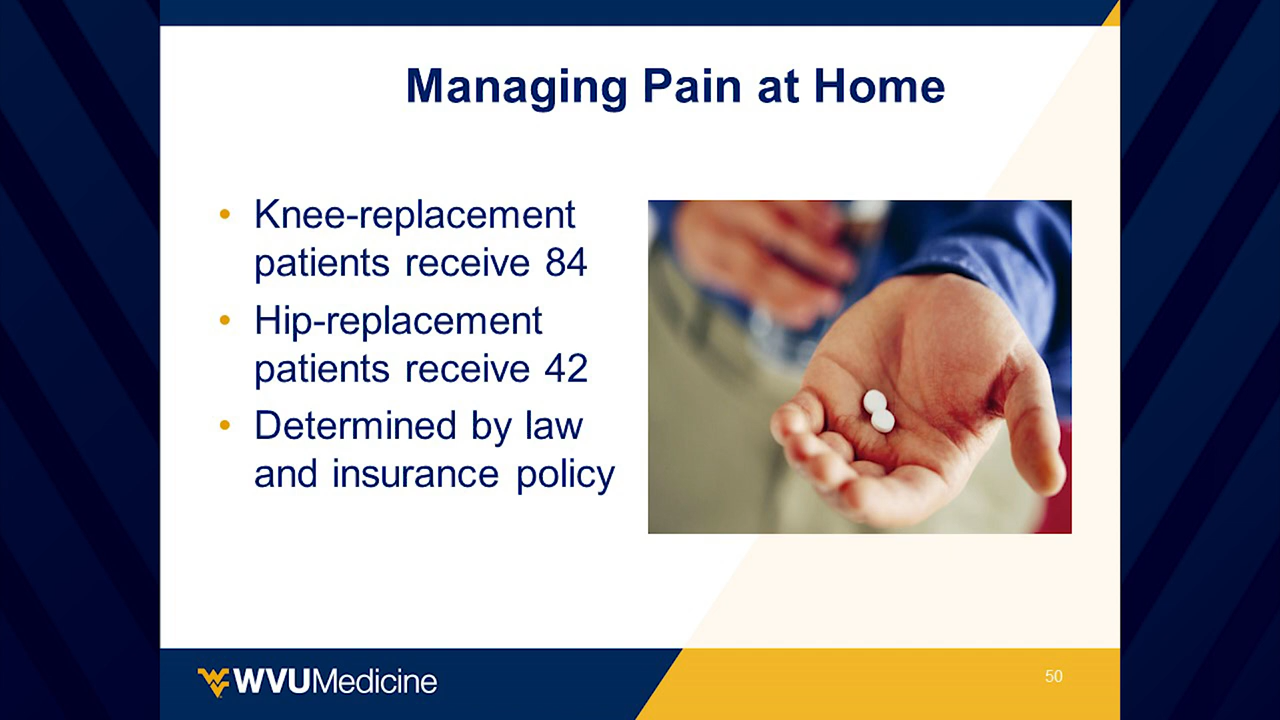 Managing Pain at Home
• Knee-replacement
patients receive 84
• Hip-replacement
patients receive 42
• Determined by law
and insurance policy
WVUMedicine
50